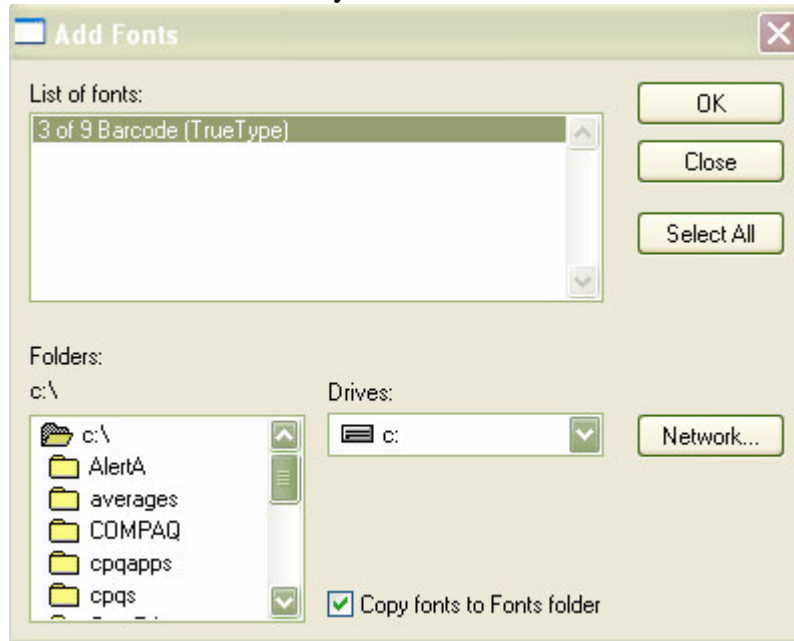 Add Fonts
List of fonts:
3 of 9 Barcode (TrueType)
OK
Close
Select All
Folders:
c:\
Drives:
c:\
AlertA
averages
COMPAQ
cpqapps
cpqs
c:
Network...
Copy fonts to Fonts folder